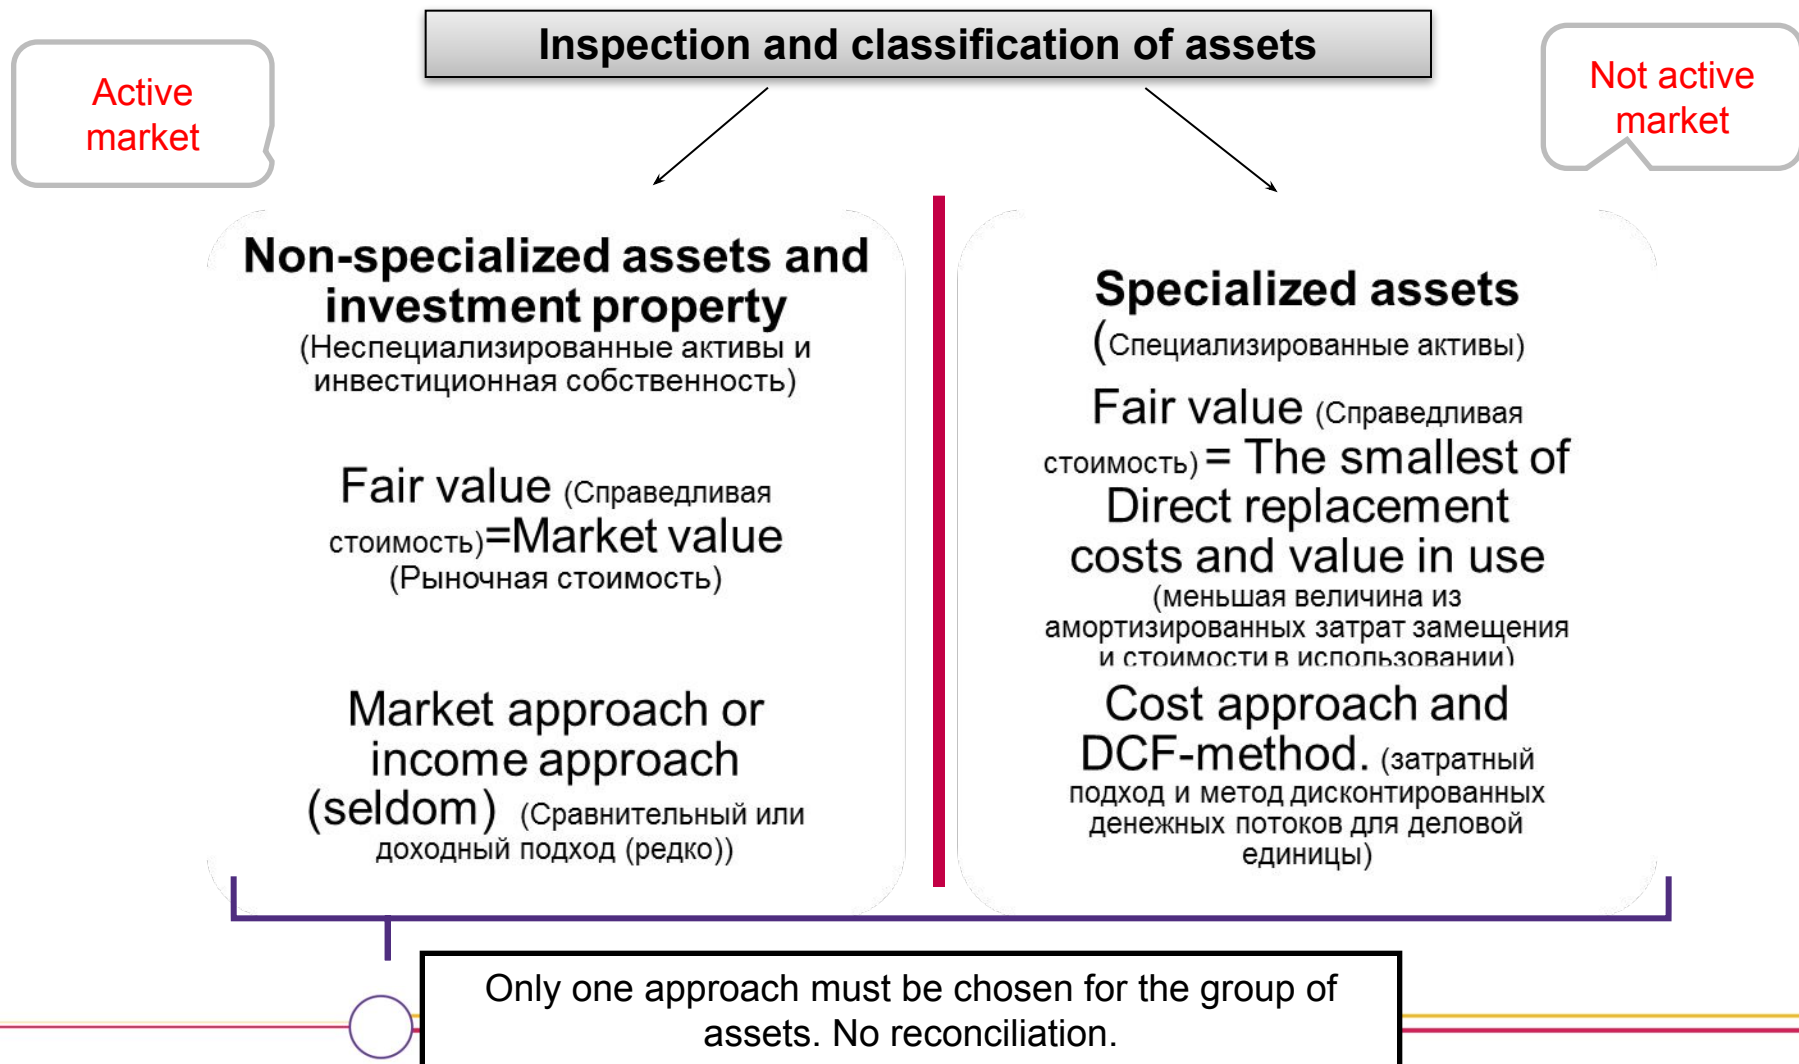 Inspection and classification of assets
Active
market
Not active
market
Non-specialized assets and
investment property
(Неспециализированные активы и
инвестиционная собственность)
Fair value (Справедливая
стоимость)=Market value
(Рыночная стоимость)
Market approach or
income approach
(seldom) (Сравнительный или
доходный подход (редко))
Specialized assets
(Специализированные активы)
Fair value (Справедливая
стоимость) = The smallest of
Direct replacement
costs and value in use
(меньшая величина из
амортизированных затрат замещения
и стоимости в использовании)
Cost approach and
DCF-method. (затратный
подход и метод дисконтированных
денежных потоков для деловой
единицы)
Only one approach must be chosen for the group of
assets. No reconciliation.